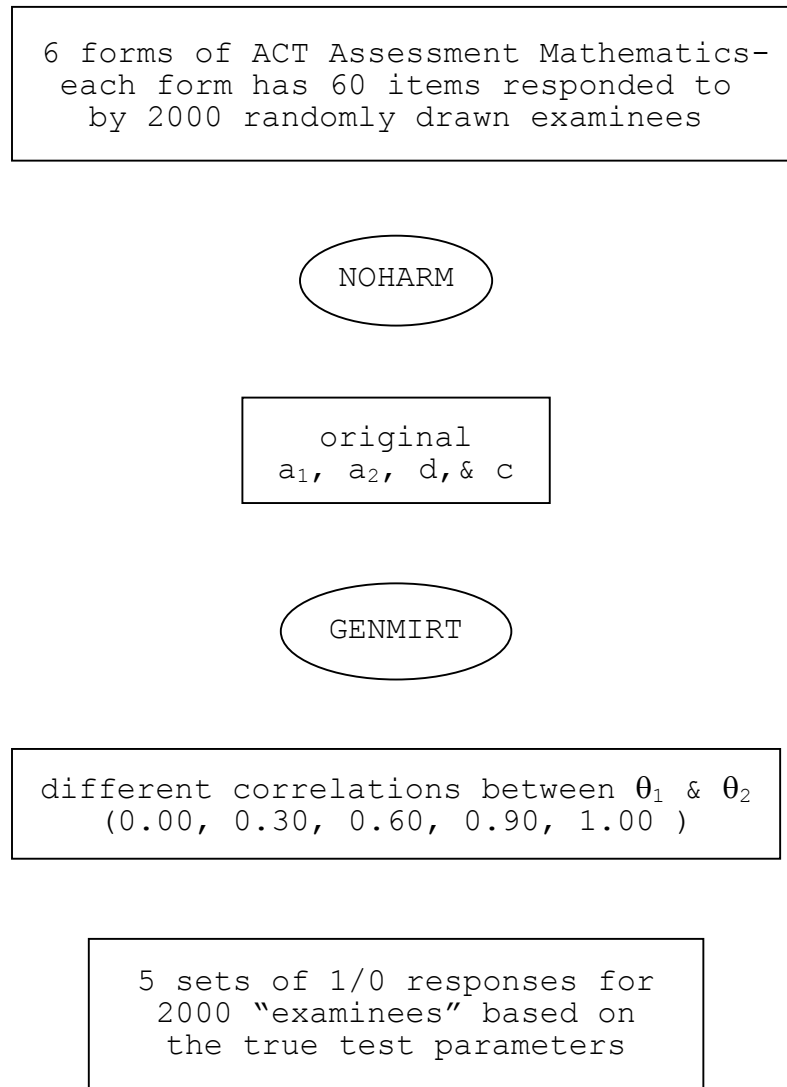 6 forms of ACT Assessment Mathematics-
each form has 60 items responded to
by 2000 randomly drawn examinees
NOHARM
original
a₁, a₂, d,& c
GENMIRT
different correlations between θ₁ & θ₂
(0.00, 0.30, 0.60, 0.90, 1.00 )
5 sets of 1/0 responses for
2000 “examinees” based on
the true test parameters